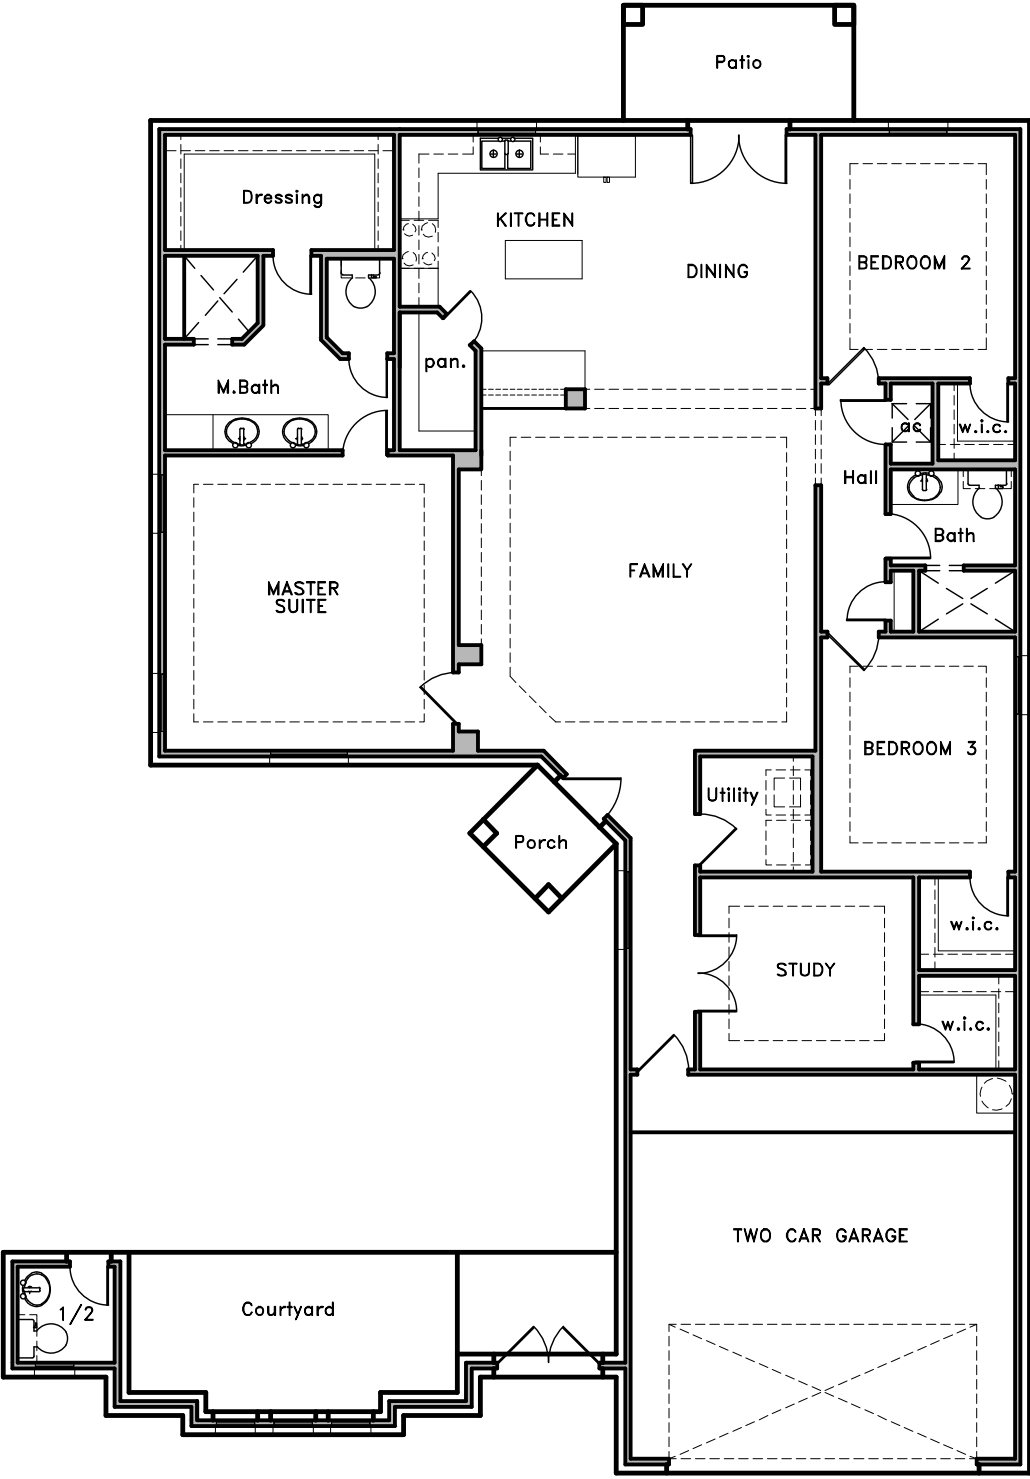 Patio
Dressing
KITCHEN
DINING
BEDROOM 2
pan.
M.Bath
ac
w.i.c.
Hall
Bath
FAMILY
MASTER
SUITE
BEDROOM 3
Utility
Porch
w.i.c.
STUDY
w.i.c.
TWO CAR GARAGE
Courtyard
1/2